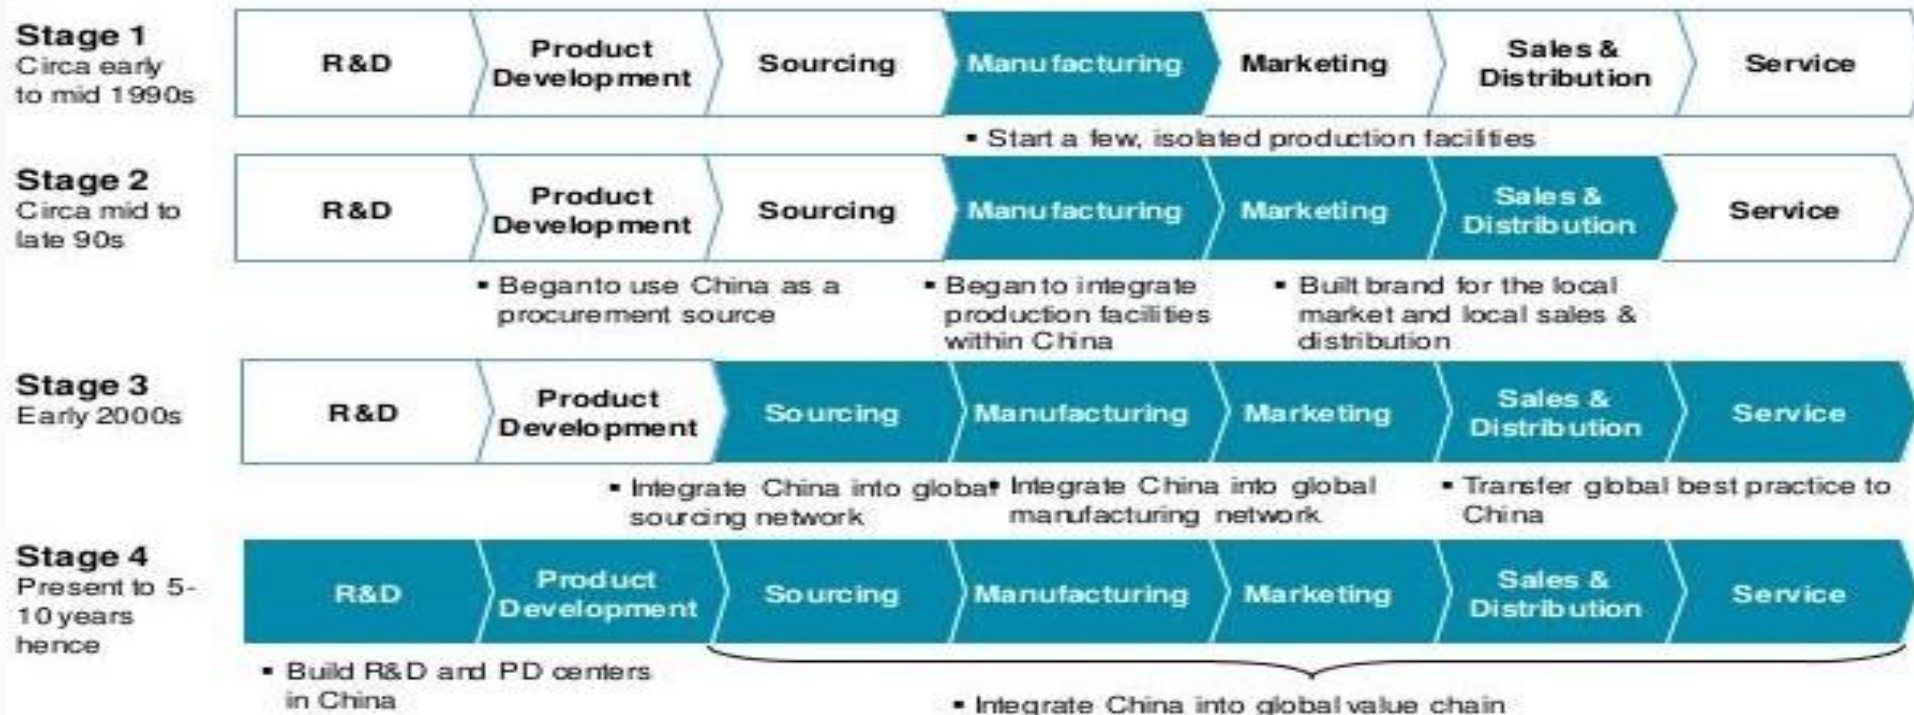 Stage 1
Circa early
to mid 1990s
R&D
Product
Development
Sourcing
Manufacturing
Marketing
Sales &
Distribution
Service
▪ Start a few, isolated production facilities
Stage 2
Circa mid to
late 90s
R&D
Product
Development
Sourcing
Manufacturing
Marketing
Sales &
Distribution
Service
▪ Began to use China as a
procurement source
▪ Began to integrate
production facilities
within China
▪ Built brand for the local
market and local sales &
distribution
Stage 3
Early 2000s
R&D
Product
Development
Sourcing
Manufacturing
Marketing
Sales &
Distribution
Service
▪ Integrate China into global
sourcing network
▪ Integrate China into global
manufacturing network
▪ Transfer global best practice to
China
Stage 4
Present to 5-
10 years
hence
R&D
Product
Development
Sourcing
Manufacturing
Marketing
Sales &
Distribution
Service
▪ Build R&D and PD centers
in China
▪ Integrate China into global value chain